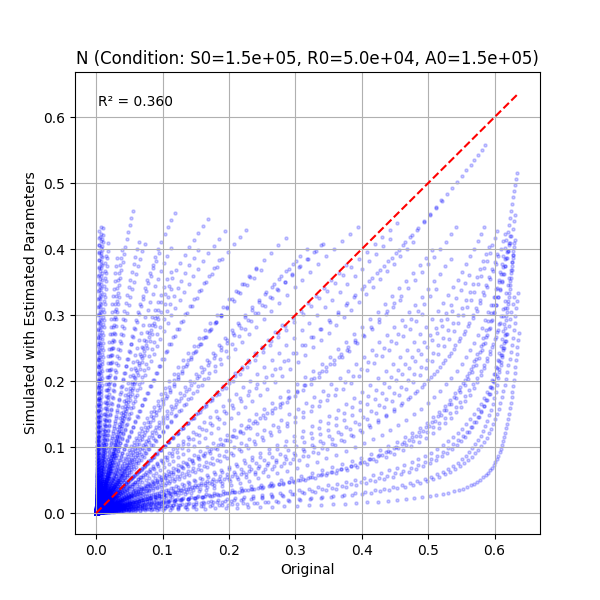 N (Condition: S0=1.5e+05, R0=5.0e+04, A0=1.5e+05)
R² = 0.360
0.6
0.5
0.4
0.3
0.2
0.1
0.0
Simulated with Estimated Parameters
0.0 0.1 0.2 0.3 0.4 0.5 0.6
Original